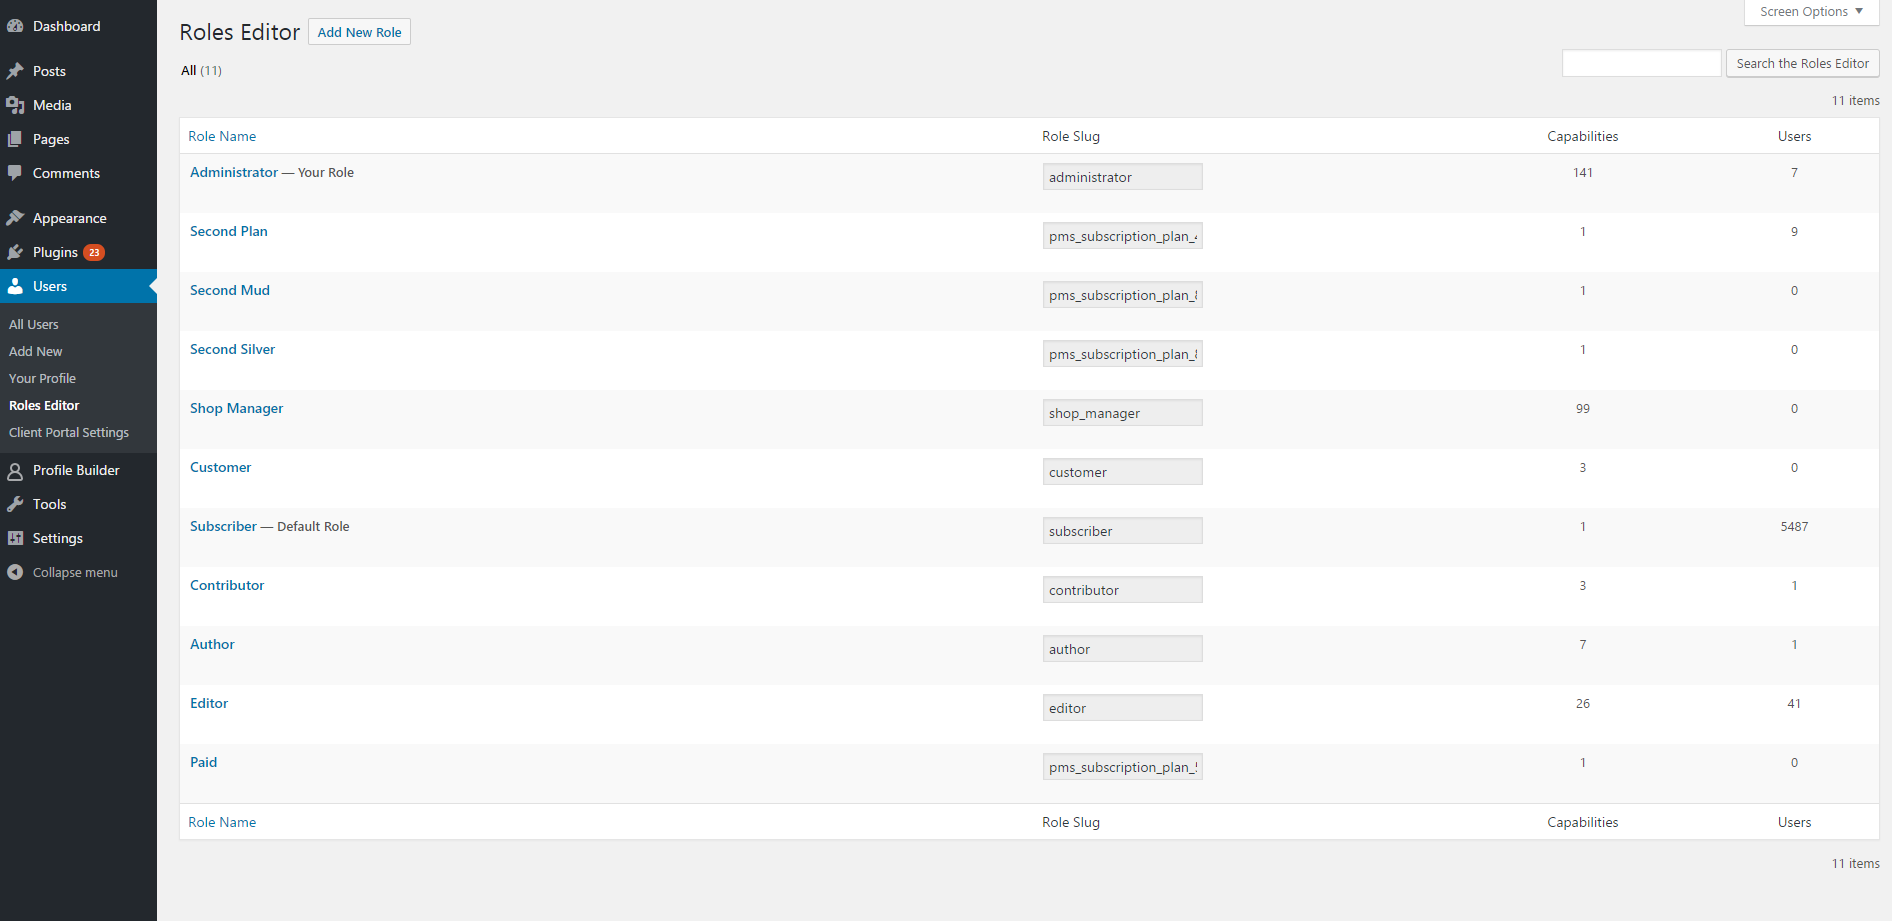 Dashboard
Posts
Media
Pages
Comments
Appearance
Plugins 23
Users
All Users
Add New
Your Profile
Roles Editor
Client Portal Settings
Profile Builder
Tools
Settings
Collapse menu
Screen Options
Roles Editor Add New Role
All (11)
Search the Roles Editor
11 items
Role Name Role Slug Capabilities Users
Administrator — Your Role administrator 141 7
Second Plan pms_subscription_plan_4 1 9
Second Mud pms_subscription_plan_ 1 0
Second Silver pms_subscription_plan_ 1 0
Shop Manager shop_manager 99 0
Customer customer 3 0
Subscriber — Default Role subscriber 1 5487
Contributor contributor 3 1
Author author 7 1
Editor editor 26 41
Paid pms_subscription_plan_ 1 0
Role Name Role Slug Capabilities Users
11 items